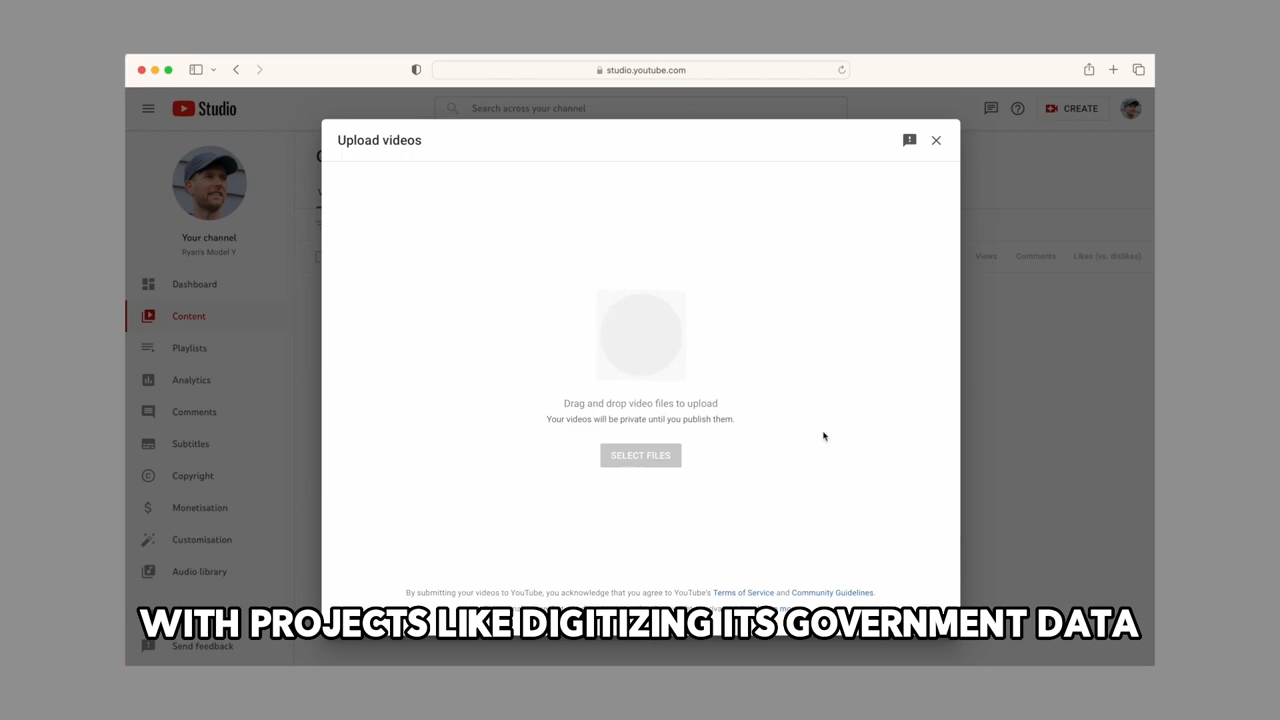 studio.youtube.com
Studio
Search across your channel
CREATE
Upload videos
Your channel
Ryan's Model Y
Dashboard
Content
Playlists
Analytics
Comments
Subtitles
Copyright
Monetisation
Customisation
Audio library
Send feedback
Views
Comments
Likes (vs. dislikes)
Drag and drop video files to upload
Your videos will be private until you publish them.
SELECT FILES
By submitting your videos to YouTube, you acknowledge that you agree to YouTube's Terms of Service and Community Guidelines.
WITH PROJECTS LIKE DIGITIZING ITS GOVERNMENT DATA